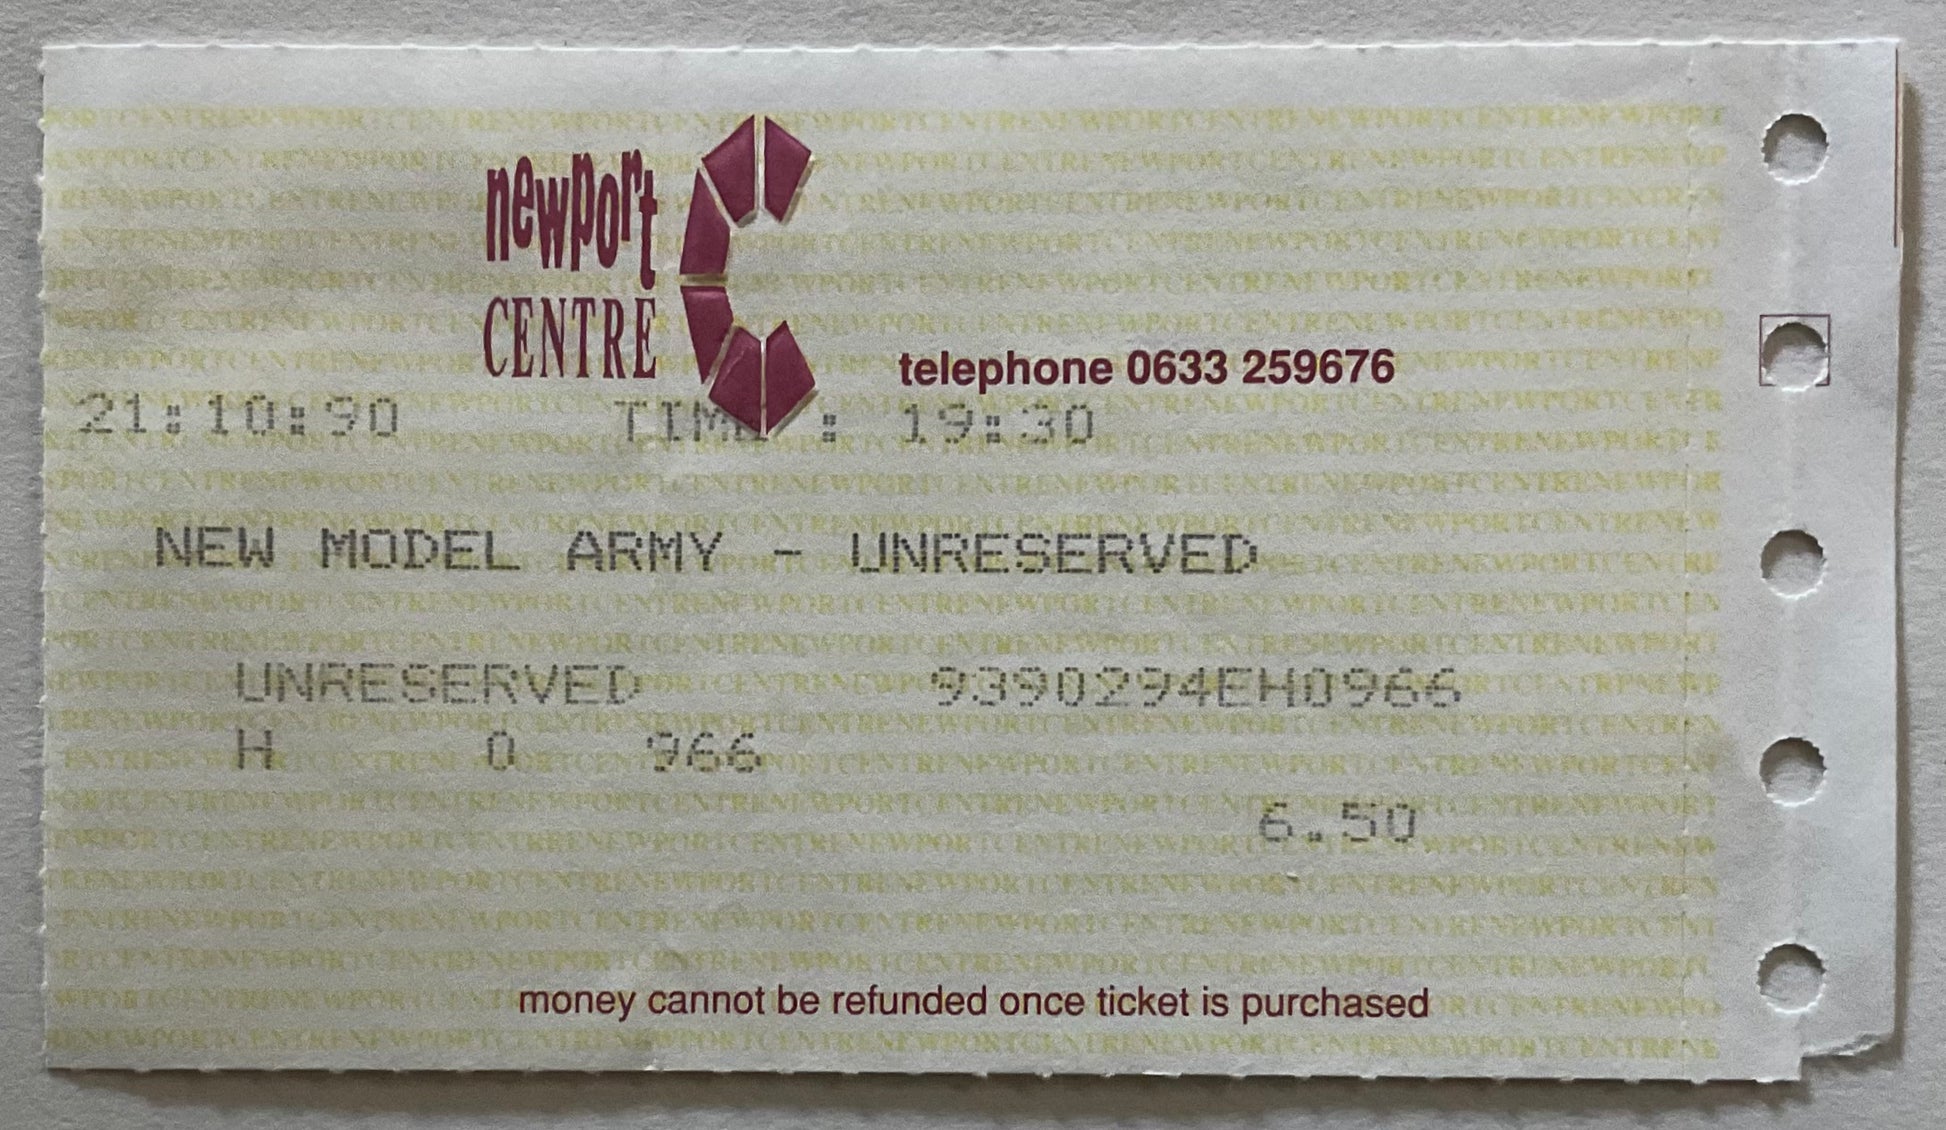 newport
CENTRE
telephone 0633 259676
21:10:90 TIME : 19:30
NEW MODEL ARMY - UNRESERVED
UNRESERVED 9390294EH0966
H 0 966
6.50
money cannot be refunded once ticket is purchased